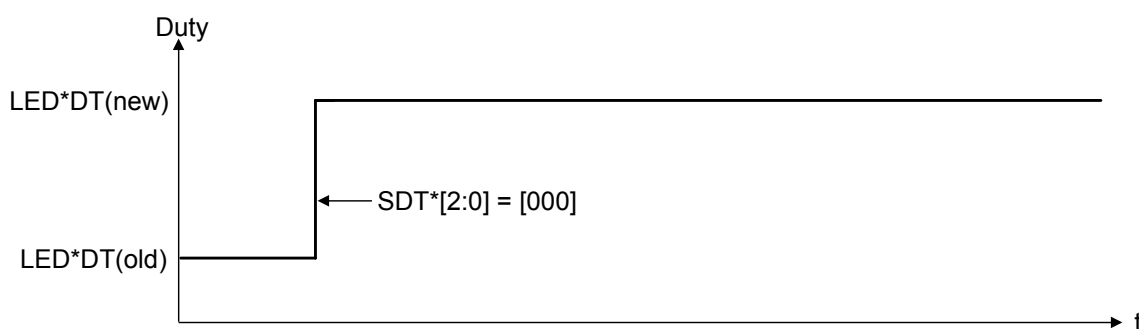 Duty
LED*DT(new)
SDT*[2:0] = [000]
LED*DT(old)
t